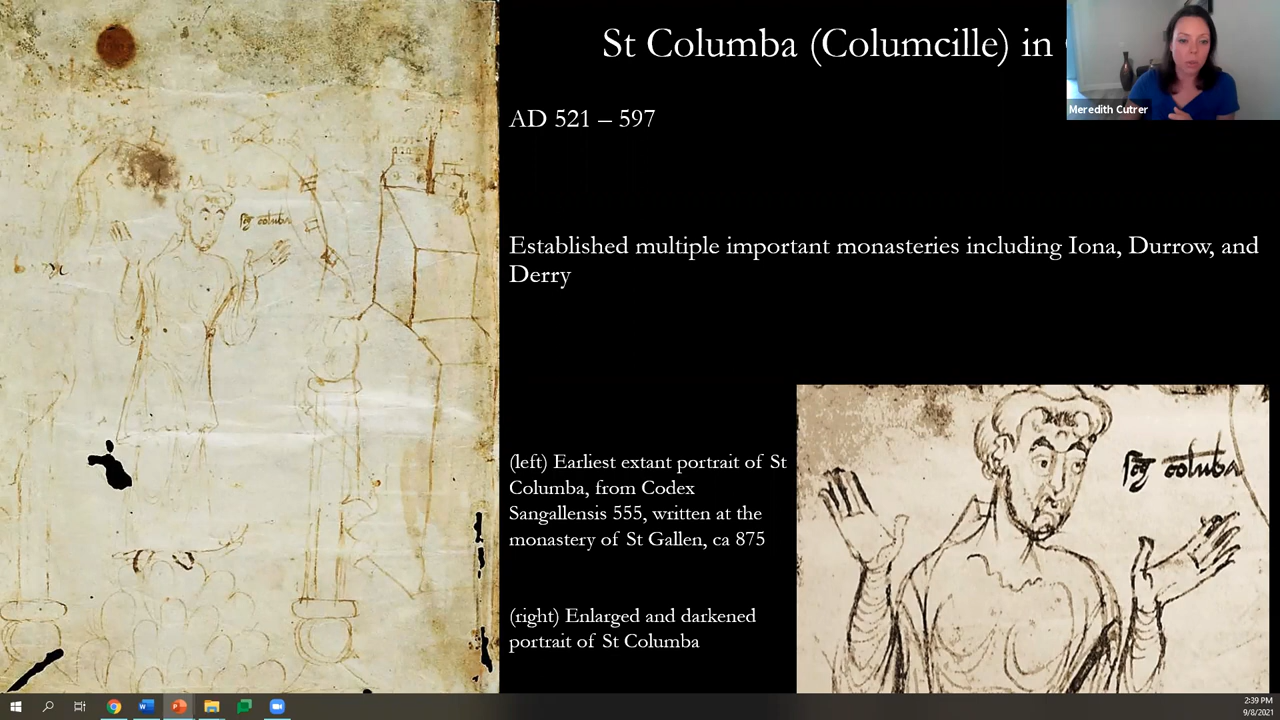 St Columba (Columcille) in
Meredith Cutrer
AD 521 – 597
Established multiple important monasteries including Iona, Durrow, and
Derry
(left) Earliest extant portrait of St
Columba, from Codex
Sangallensis 555, written at the
monastery of St Gallen, ca 875
(right) Enlarged and darkened
portrait of St Columba
2:39 PM
9/8/2021